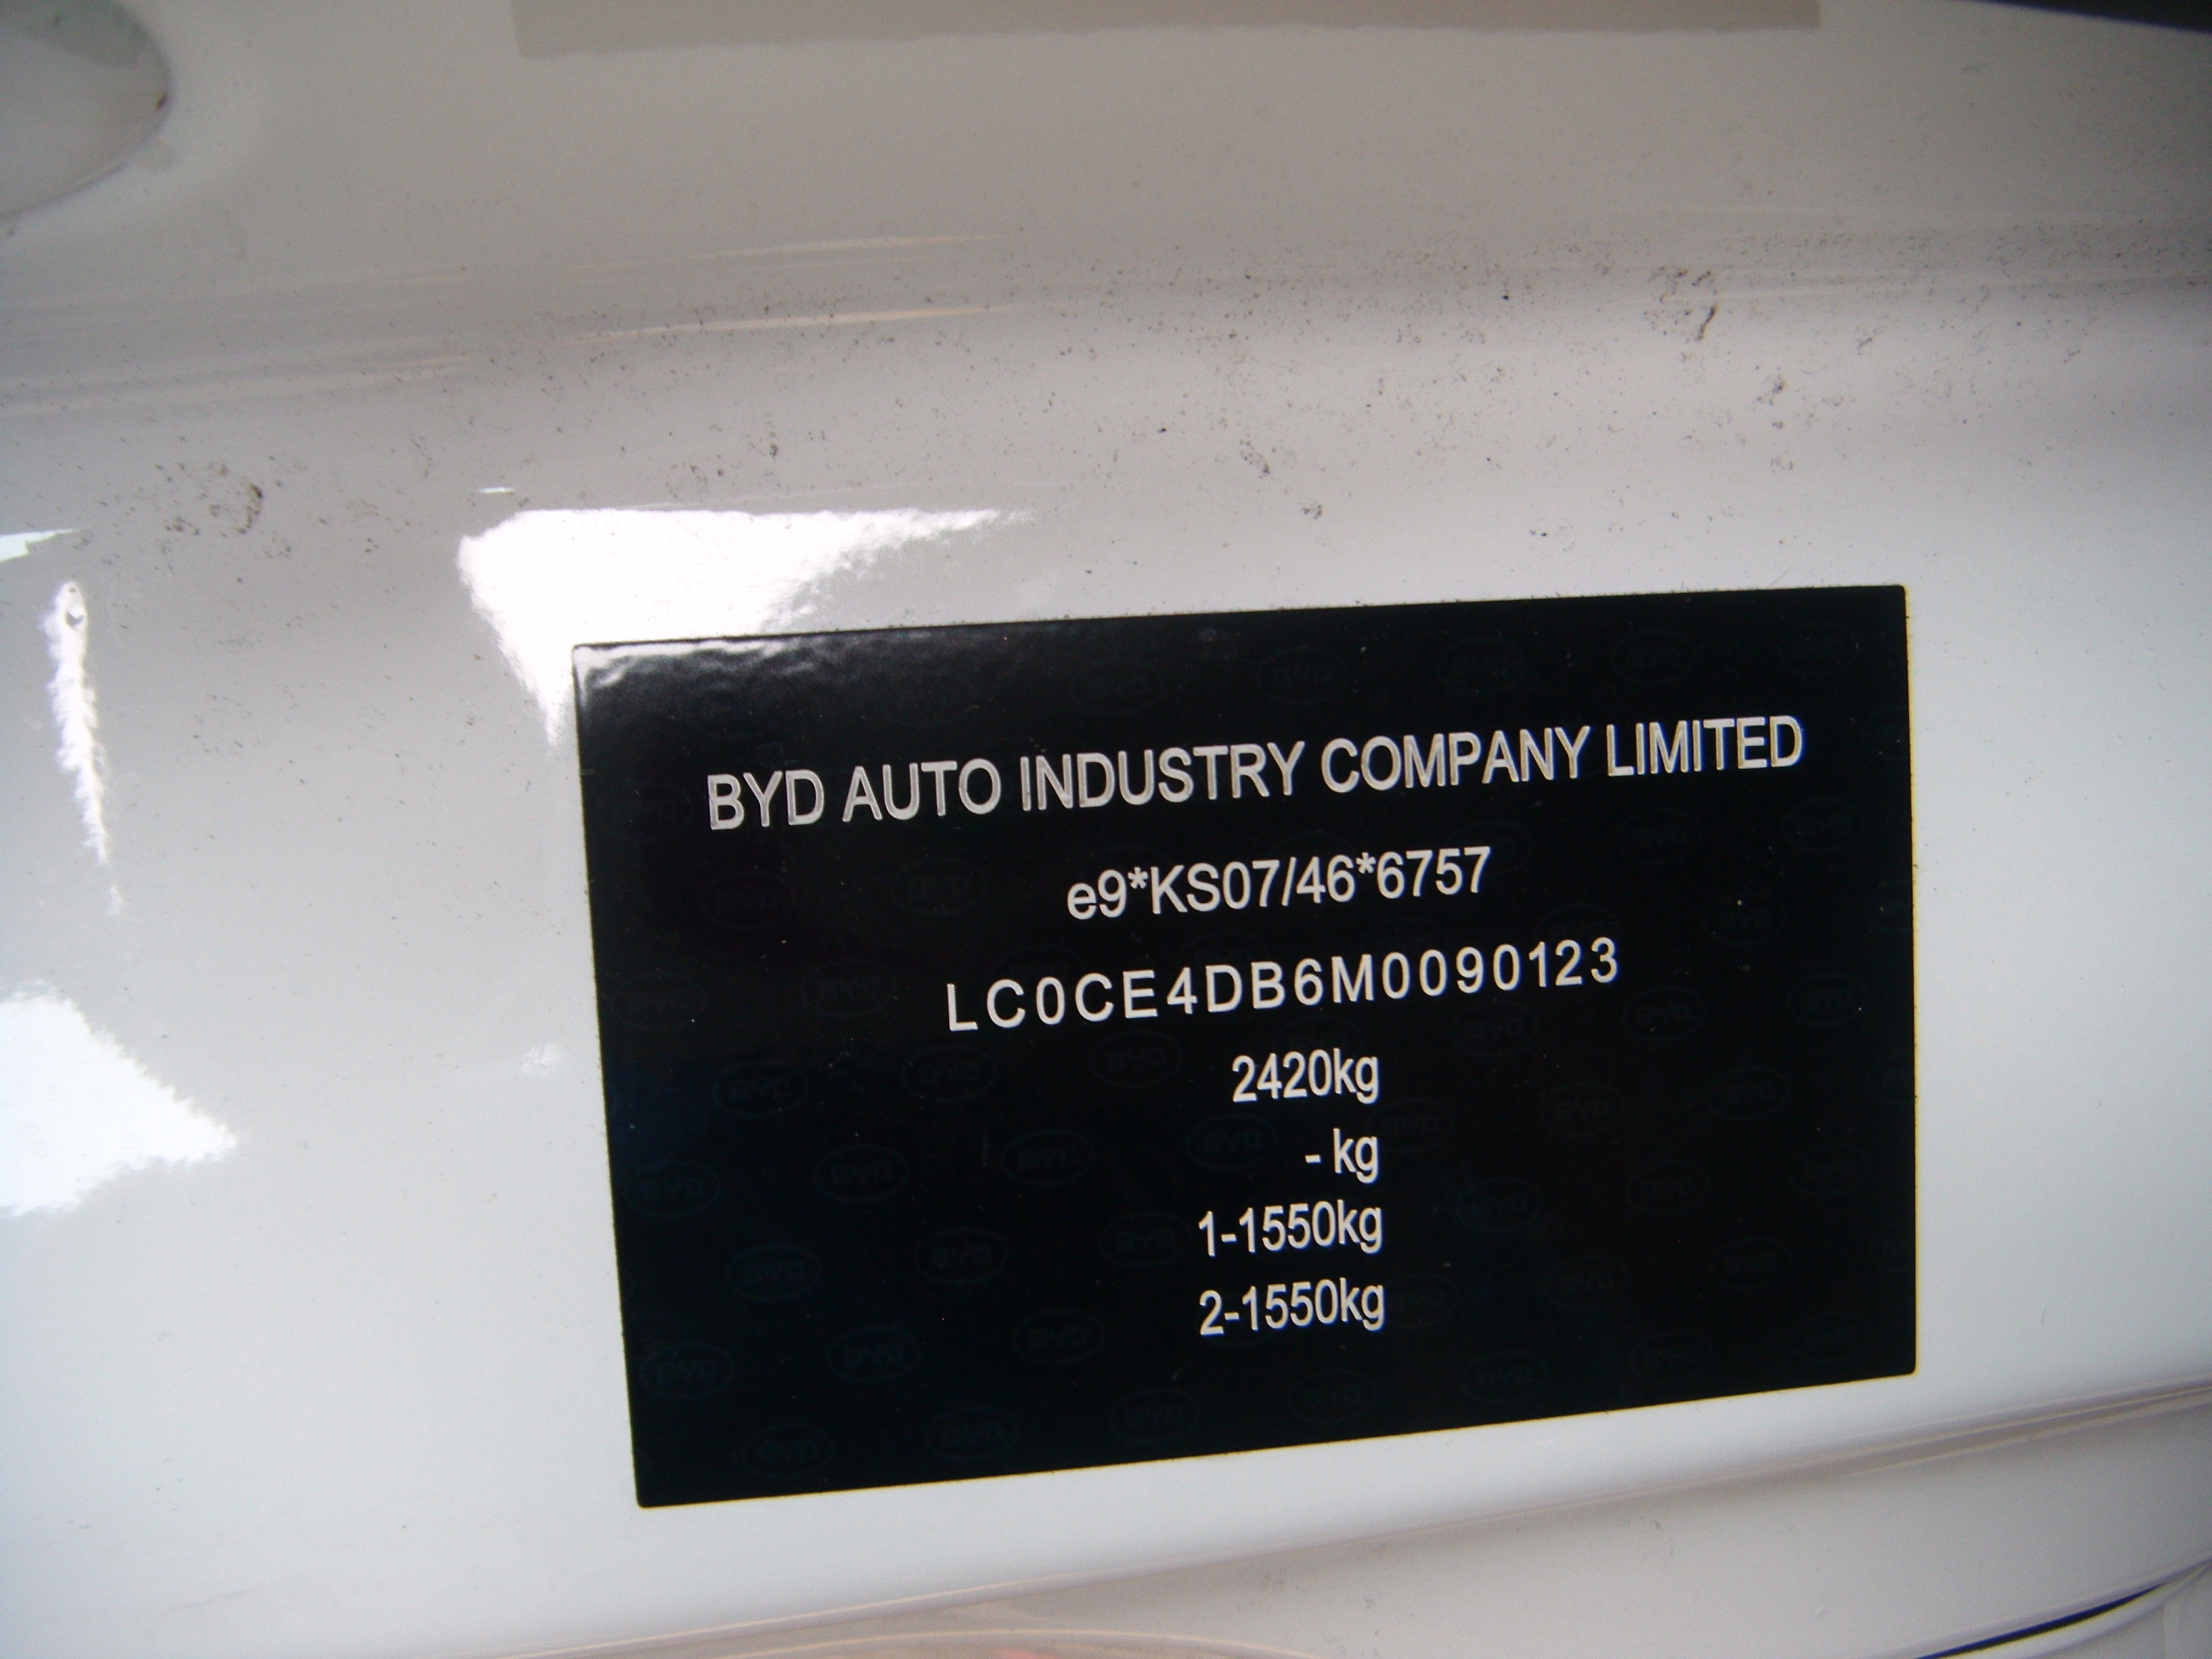 BYD AUTO INDUSTRY COMPANY LIMITED
e9*KS07/46*6757
LC0CE4DB6M0090123
2420kg
- kg
1-1550kg
2-1550kg